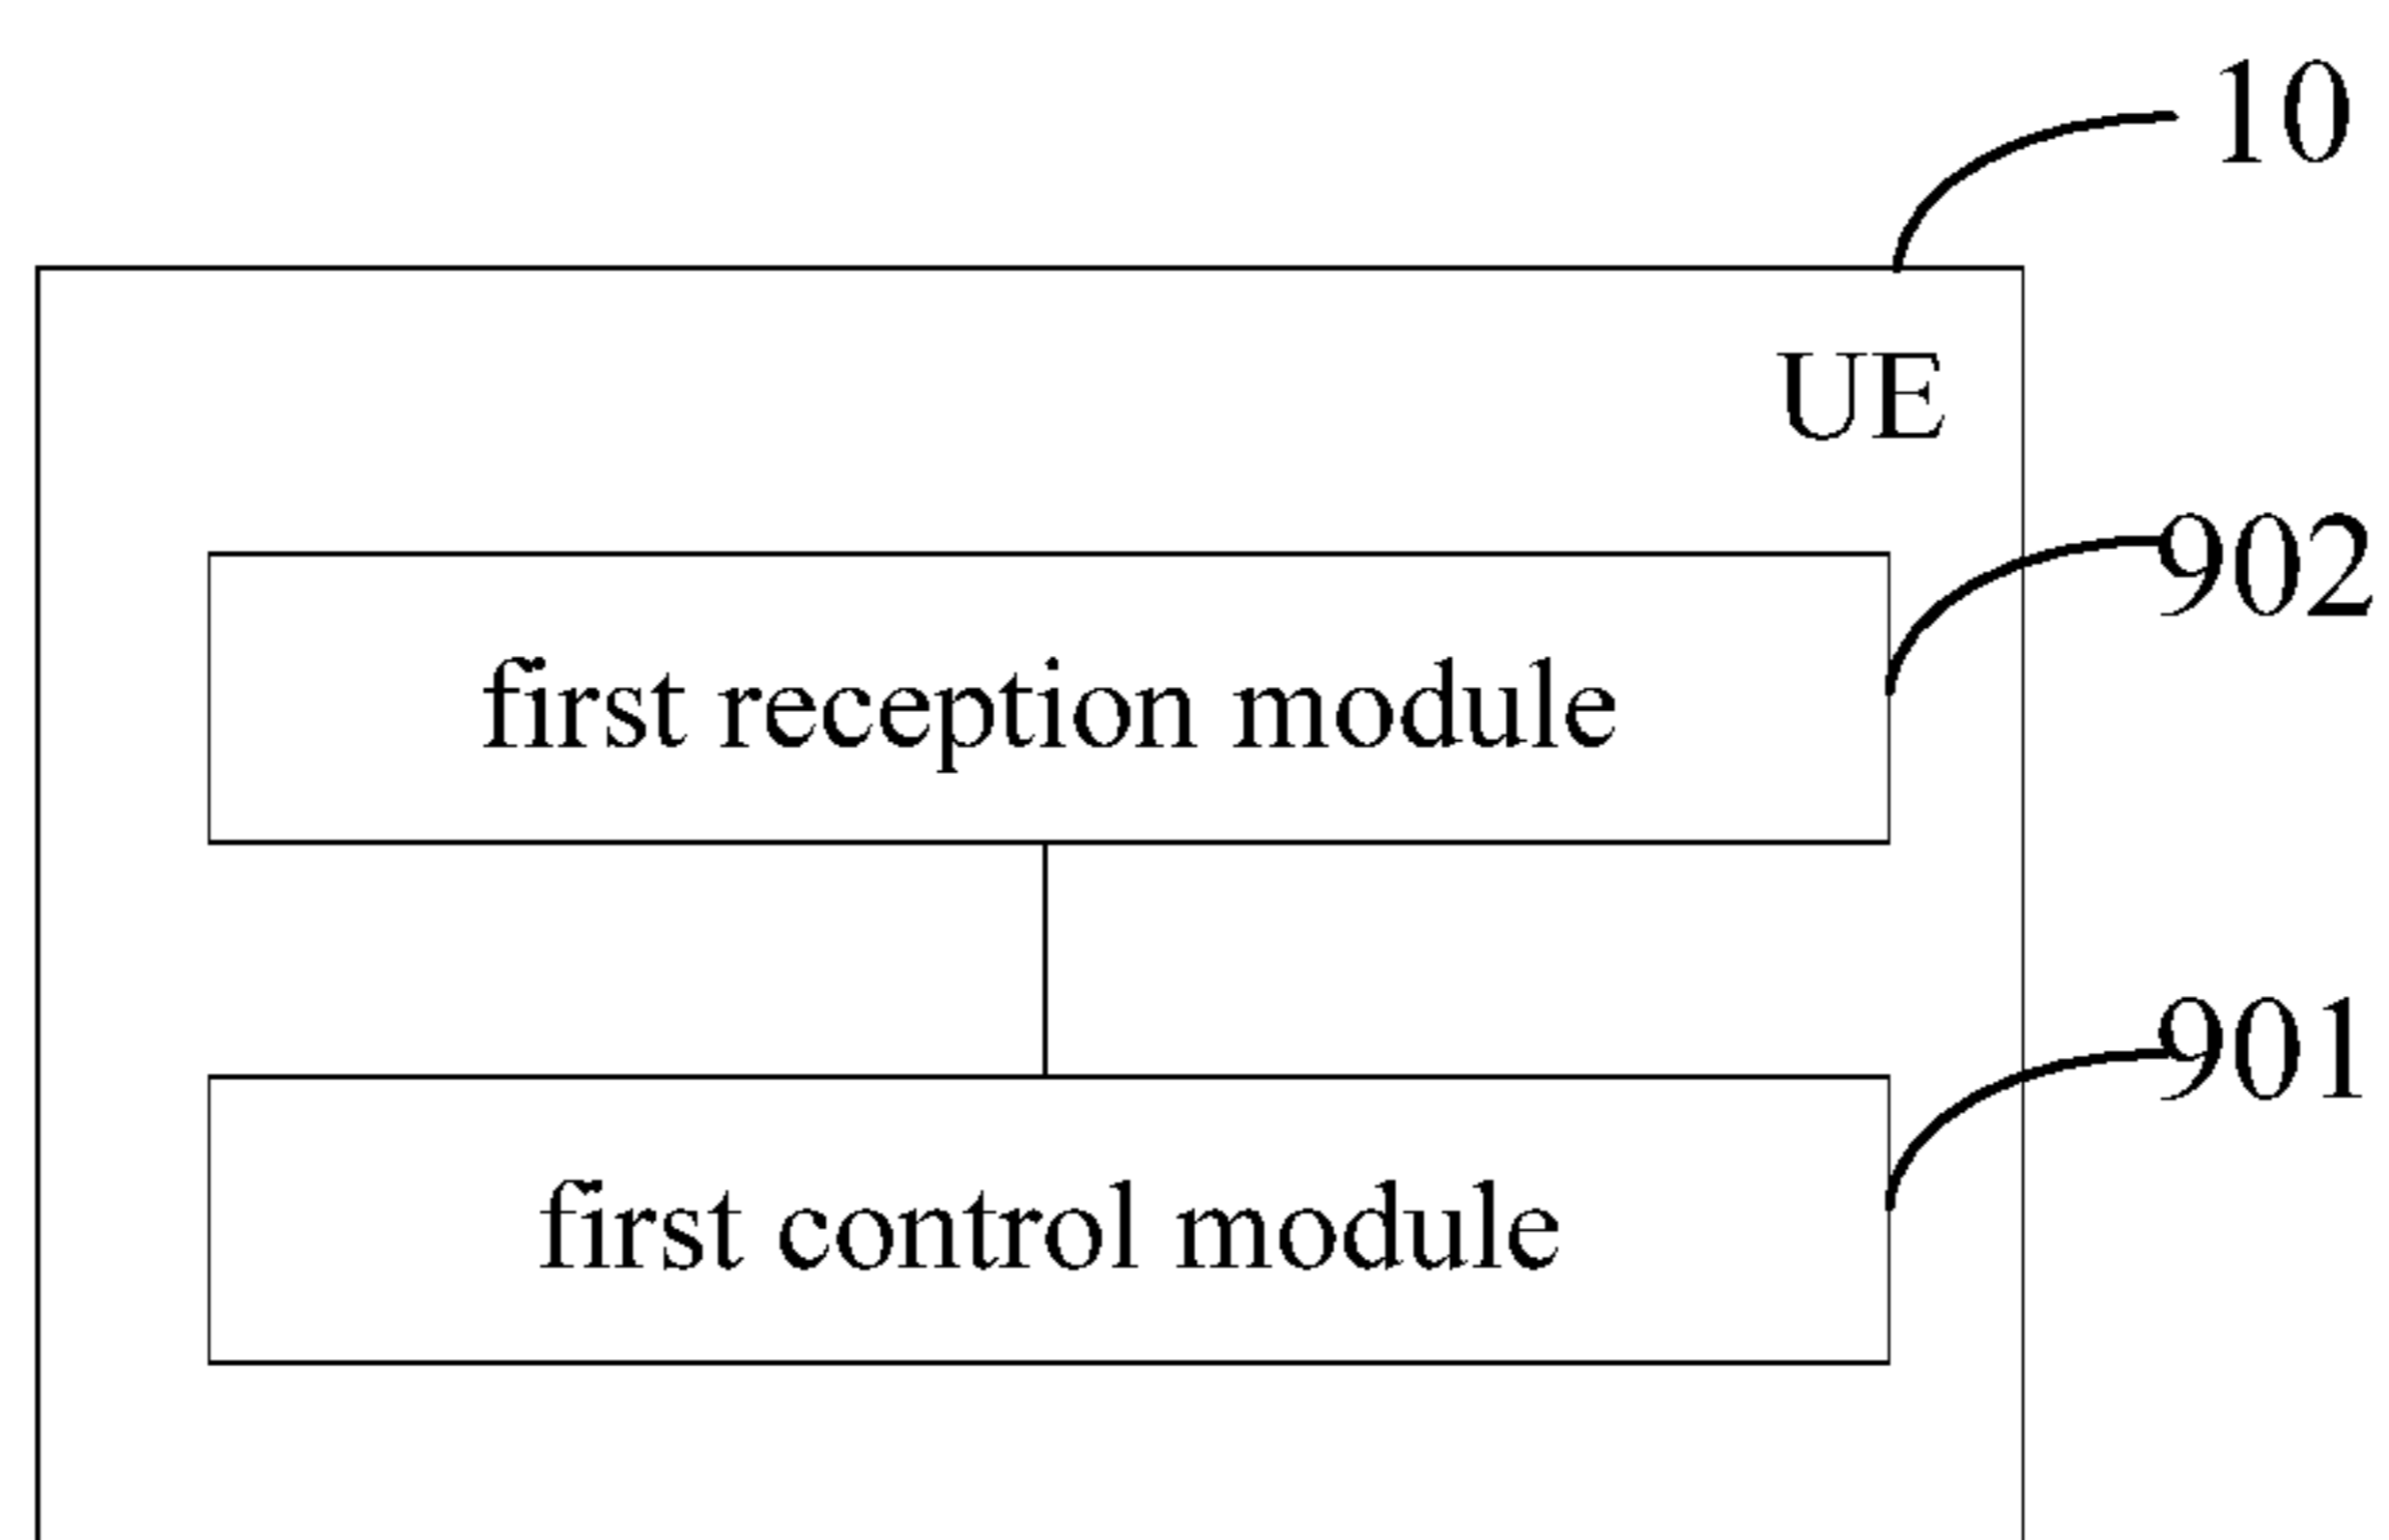 10
UE
902
first reception module
901
first control module